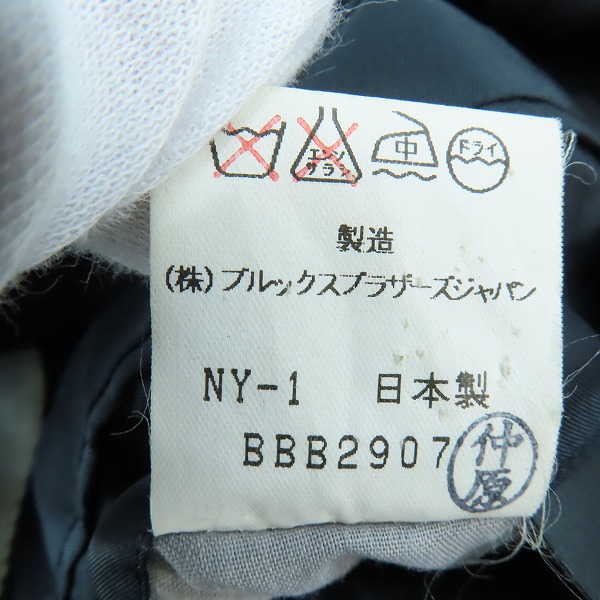 エンソ
サラシ
中
ドライ
製造
(株)ブルックスブラザーズジャパン
NY-1 日本製
BBB2907
仲原